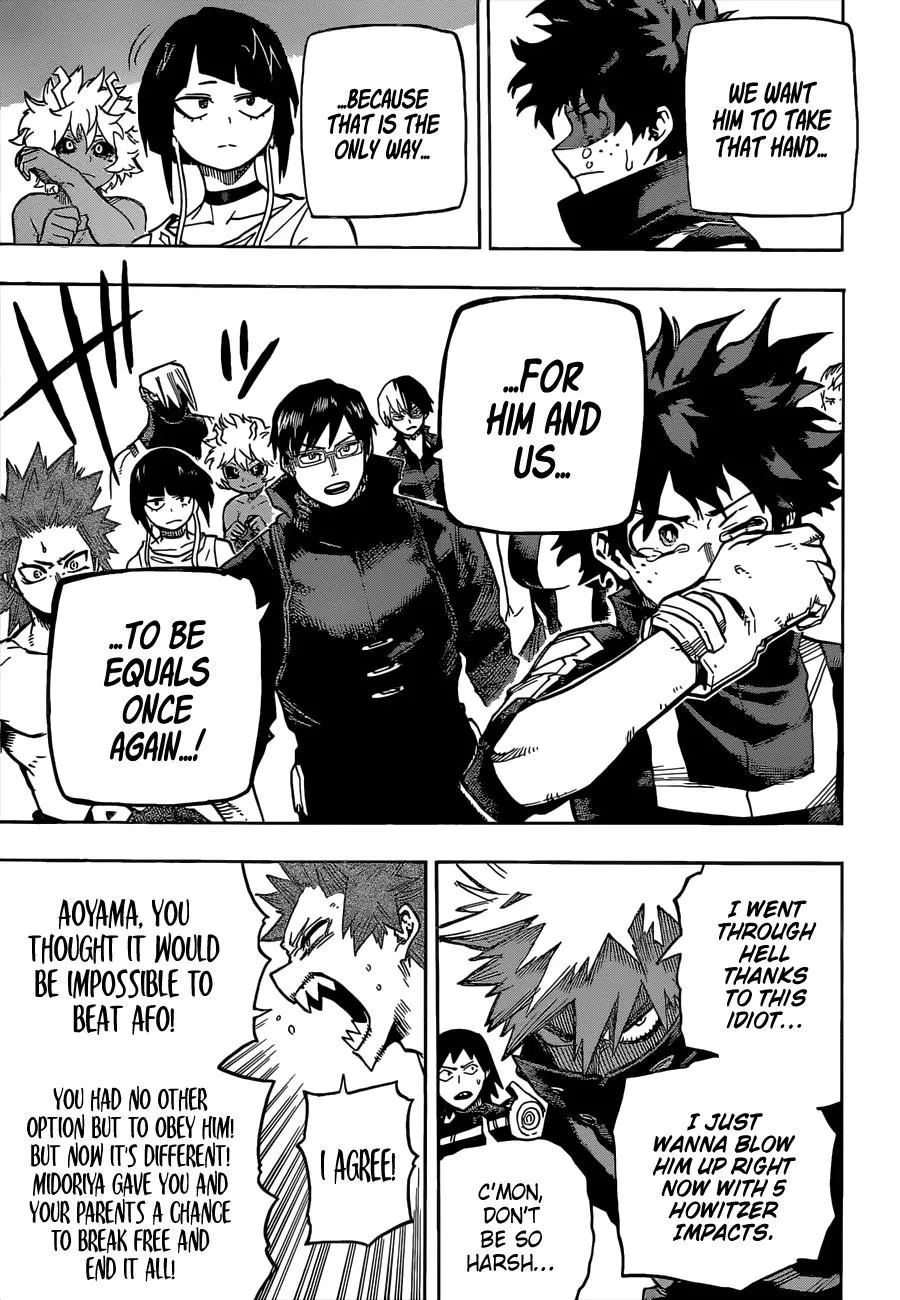 WE WANT
HIM TO TAKE
THAT HAND...
...BECAUSE
THAT IS THE
ONLY WAY...
...FOR
HIM AND
US...
...TO BE
EQUALS
ONCE
AGAIN...!
I WENT
THROUGH
HELL
THANKS
TO THIS
IDIOT...
I JUST
WANNA BLOW
HIM UP RIGHT
NOW WITH 5
HOWITZER
IMPACTS.
C'MON,
DON'T
BE SO
HARSH...
I AGREE!
AOYAMA, YOU
THOUGHT IT WOULD
BE IMPOSSIBLE TO
BEAT AFO!
YOU HAD NO OTHER
OPTION BUT TO OBEY HIM!
BUT NOW IT'S DIFFERENT!
MIDORIYA GAVE YOU AND
YOUR PARENTS A CHANCE
TO BREAK FREE AND
END IT ALL!